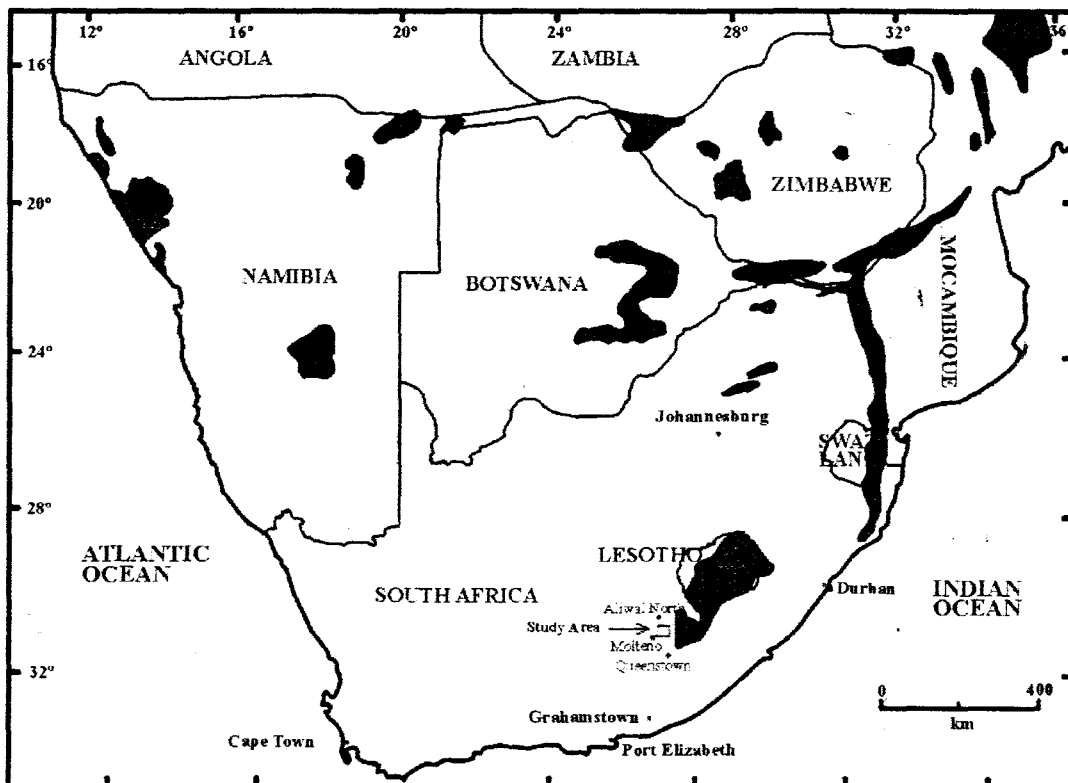 12° 16° 20° 24° 28° 32° 36
ANGOLA
ZAMBIA
16°
ZIMBABWE
20°
NAMIBIA
BOTSWANA
MOCAMBIQUE
24°
Johannesburg
SWA
LAN
28°
ATLANTIC
OCEAN
LESOTHO
SOUTH AFRICA
Durban
INDIAN
OCEAN
Aliwal North
Study Area
Molteno
Queenstown
32°
0 400
km
Grahamstown
Cape Town
Port Elizabeth